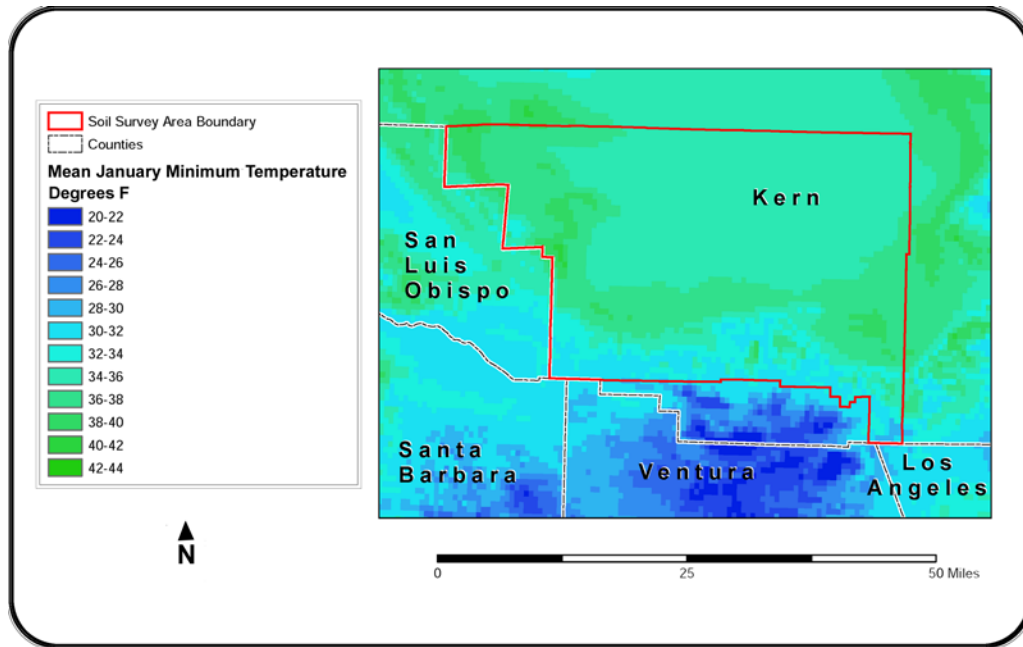 Soil Survey Area Boundary
Counties
Mean January Minimum Temperature
Degrees F
20-22
22-24
24-26
26-28
28-30
30-32
32-34
34-36
36-38
38-40
40-42
42-44
N
Kern
San
Luis
Obispo
Santa
Barbara
Ventura
Los
Angeles
0 25 50 Miles